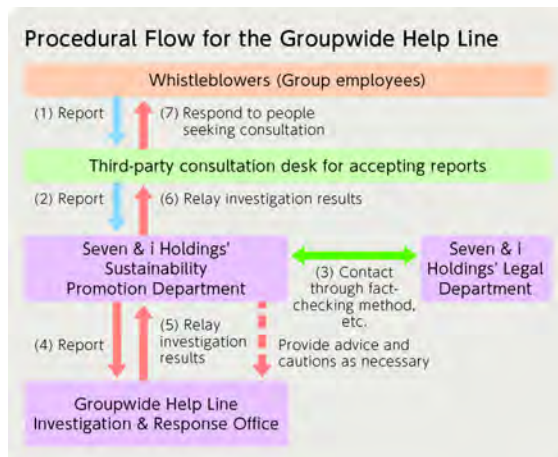 Procedural Flow for the Groupwide Help Line
Whistleblowers (Group employees)
(1) Report
(7) Respond to people
seeking consultation
Third-party consultation desk for accepting reports
(2) Report
(6) Relay investigation results
Seven & i Holdings'
Sustainability
Promotion Department
(3) Contact
through fact-
checking method,
etc.
Seven & i
Holdings' Legal
Department
(4) Report
(5) Relay
investigation
results
Provide advice and
cautions as necessary
Groupwide Help Line
Investigation & Response Office